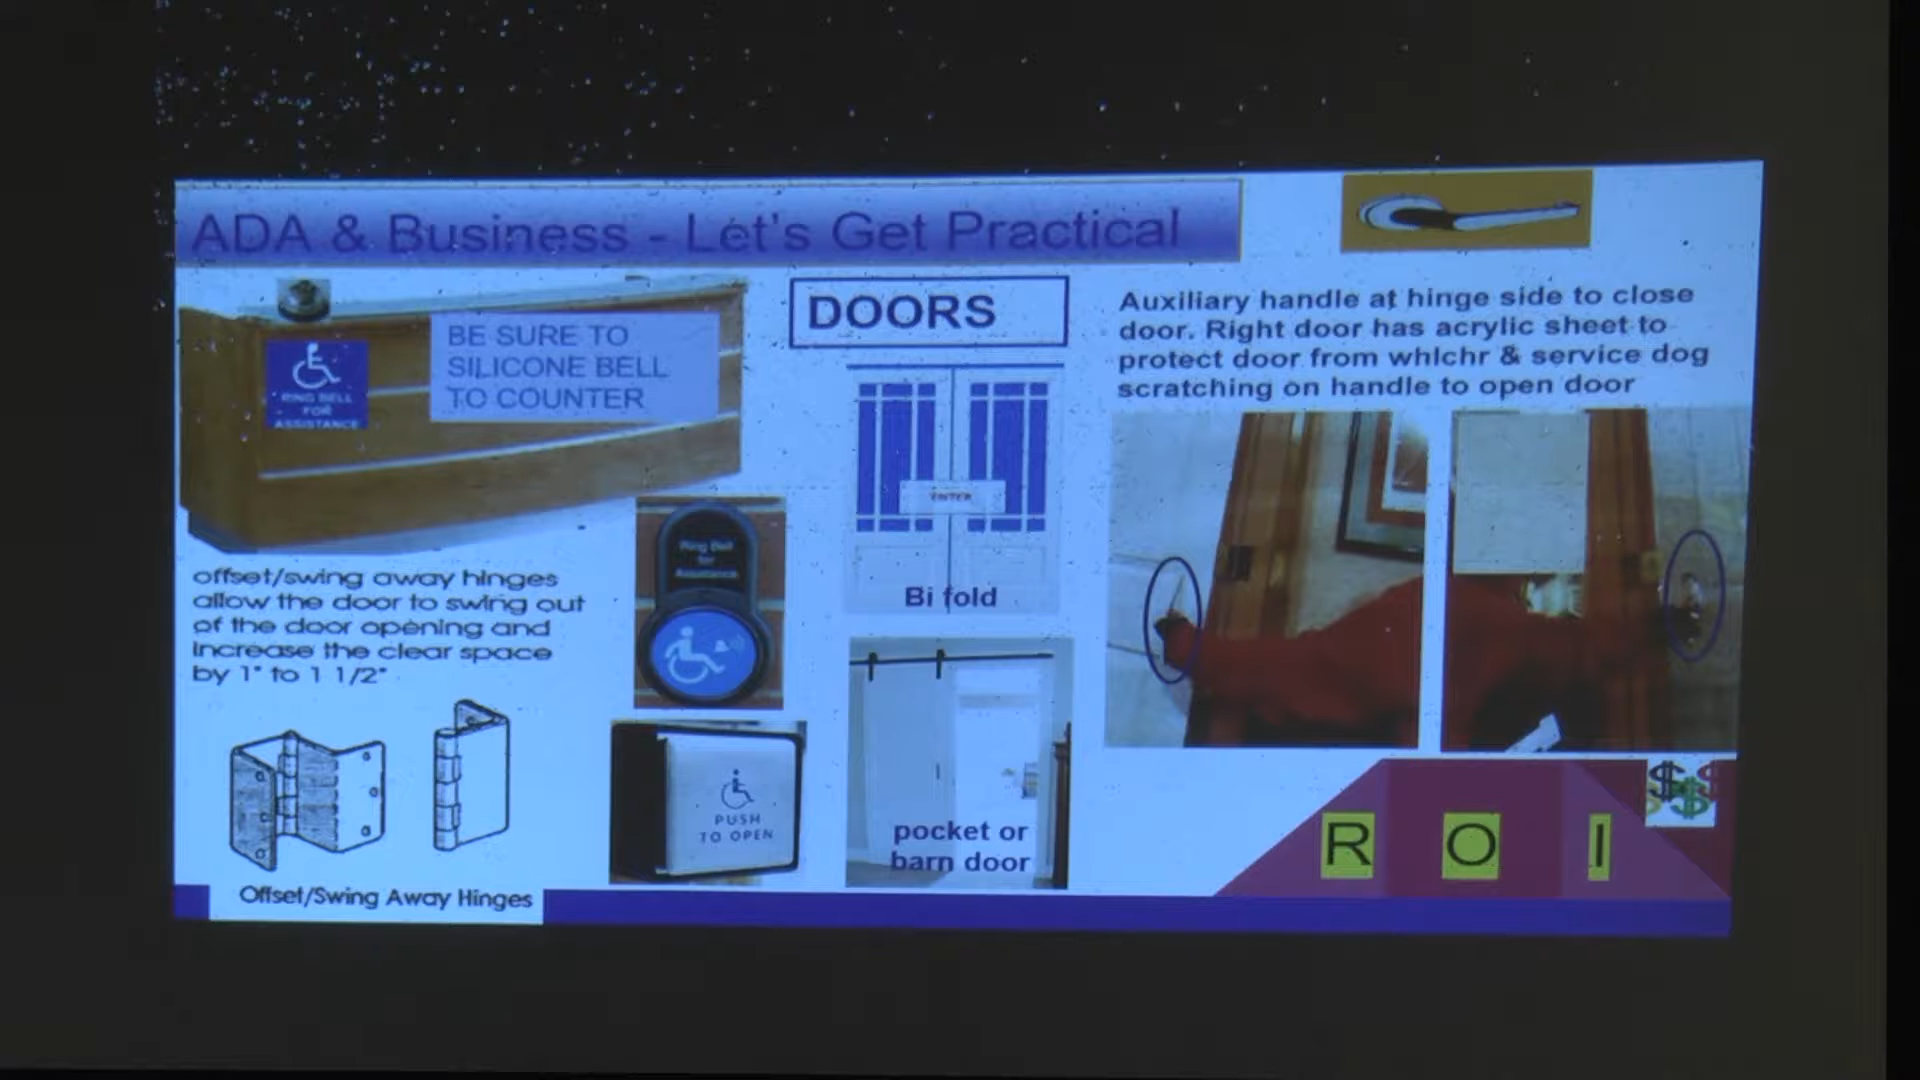 ADA & Business - Let's Get Practical
BE SURE TO
SILICONE BELL
TO COUNTER
RING BELL
FOR
ASSISTANCE
DOORS
Auxiliary handle at hinge side to close
door. Right door has acrylic sheet to
protect door from whlchr & service dog
scratching on handle to open door
ENTER
Bi fold
Ring Bell
for
Assistance
offset/swing away hinges
allow the door to swing out
of the door opening and
increase the clear space
by 1" to 1 1/2"
PUSH
TO OPEN
pocket or
barn door
R O I
$$$
Offset/Swing Away Hinges